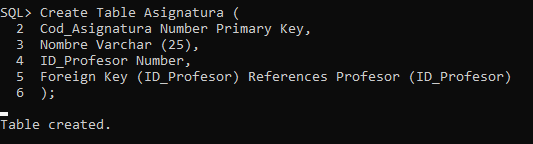 SQL> Create Table Asignatura (
2 Cod_Asignatura Number Primary Key,
3 Nombre Varchar (25),
4 ID_Profesor Number,
5 Foreign Key (ID_Profesor) References Profesor (ID_Profesor)
6 );
Table created.